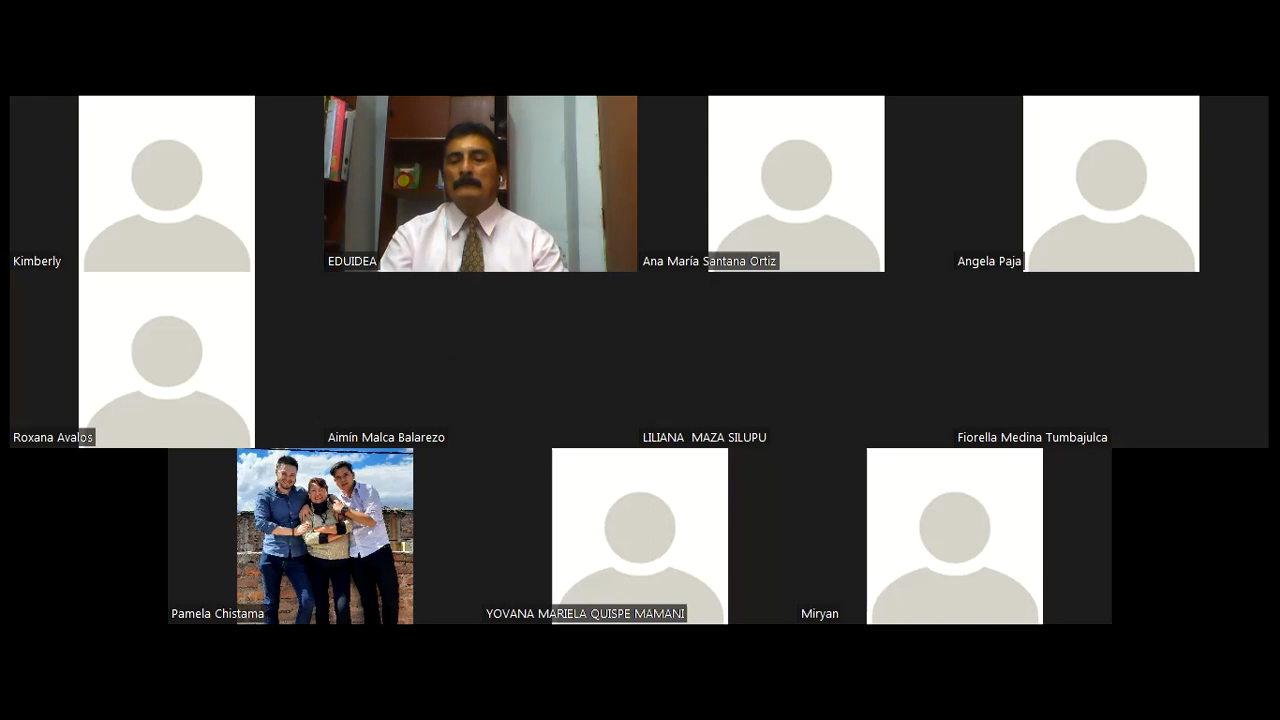 Kimberly
EDUIDEA
Ana María Santana Ortiz
Angela Paja
Roxana Avalos
Aimín Malca Balarezo
LILIANA  MAZA SILUPU
Fiorella Medina Tumbajulca
Pamela Chistama
YOVANA MARIELA QUISPE MAMANI
Miryan